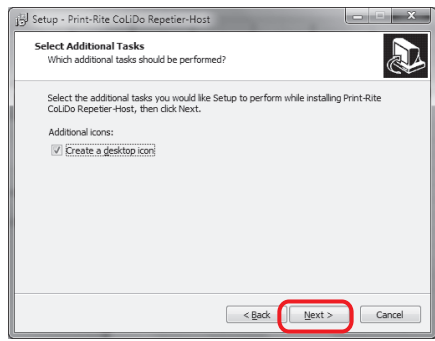 Setup - Print-Rite CoLiDo Repetier-Host
Select Additional Tasks
Which additional tasks should be performed?
Select the additional tasks you would like Setup to perform while installing Print-Rite
CoLiDo Repetier-Host, then click Next.
Additional icons:
Create a desktop icon
< Back
Next >
Cancel